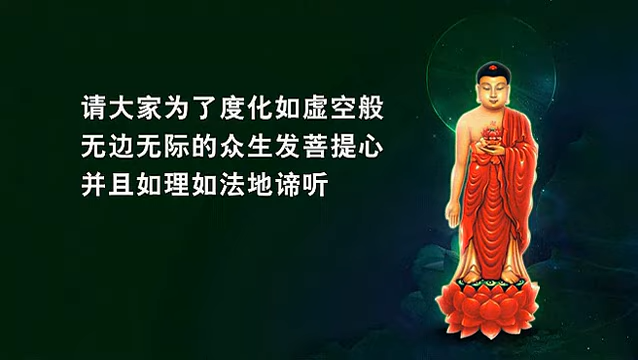 请大家为了度化如虚空般
无边无际的众生发菩提心
并且如理如法地谛听